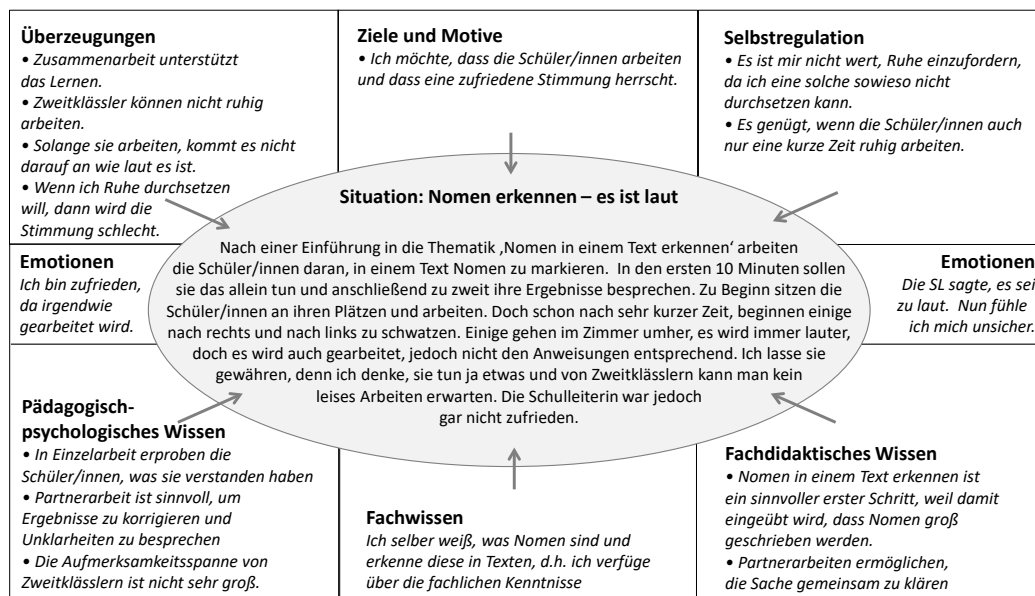 Überzeugungen
• Zusammenarbeit unterstützt
das Lernen.
• Zweitklässler können nicht ruhig
arbeiten.
• Solange sie arbeiten, kommt es nicht
darauf an wie laut es ist.
• Wenn ich Ruhe durchsetzen
will, dann wird die
Stimmung schlecht.
Ziele und Motive
• Ich möchte, dass die Schüler/innen arbeiten
und dass eine zufriedene Stimmung herrscht.
Selbstregulation
• Es ist mir nicht wert, Ruhe einzufordern,
da ich eine solche sowieso nicht
durchsetzen kann.
• Es genügt, wenn die Schüler/innen auch
nur eine kurze Zeit ruhig arbeiten.
Emotionen
Ich bin zufrieden,
da irgendwie
gearbeitet wird.
Situation: Nomen erkennen – es ist laut
Nach einer Einführung in die Thematik ‚Nomen in einem Text erkennen‘ arbeiten
die Schüler/innen daran, in einem Text Nomen zu markieren. In den ersten 10 Minuten sollen
sie das allein tun und anschließend zu zweit ihre Ergebnisse besprechen. Zu Beginn sitzen die
Schüler/innen an ihren Plätzen und arbeiten. Doch schon nach sehr kurzer Zeit, beginnen einige
nach rechts und nach links zu schwatzen. Einige gehen im Zimmer umher, es wird immer lauter,
doch es wird auch gearbeitet, jedoch nicht den Anweisungen entsprechend. Ich lasse sie
gewähren, denn ich denke, sie tun ja etwas und von Zweitklässlern kann man kein
leises Arbeiten erwarten. Die Schulleiterin war jedoch
gar nicht zufrieden.
Emotionen
Die SL sagte, es sei
zu laut. Nun fühle
ich mich unsicher.
Pädagogisch-
psychologisches Wissen
• In Einzelarbeit erproben die
Schüler/innen, was sie verstanden haben
• Partnerarbeit ist sinnvoll, um
Ergebnisse zu korrigieren und
Unklarheiten zu besprechen
• Die Aufmerksamkeitsspanne von
Zweitklässlern ist nicht sehr groß.
Fachwissen
Ich selber weiß, was Nomen sind und
erkenne diese in Texten, d.h. ich verfüge
über die fachlichen Kenntnisse
Fachdidaktisches Wissen
• Nomen in einem Text erkennen ist
ein sinnvoller erster Schritt, weil damit
eingeübt wird, dass Nomen groß
geschrieben werden.
• Partnerarbeiten ermöglichen,
die Sache gemeinsam zu klären